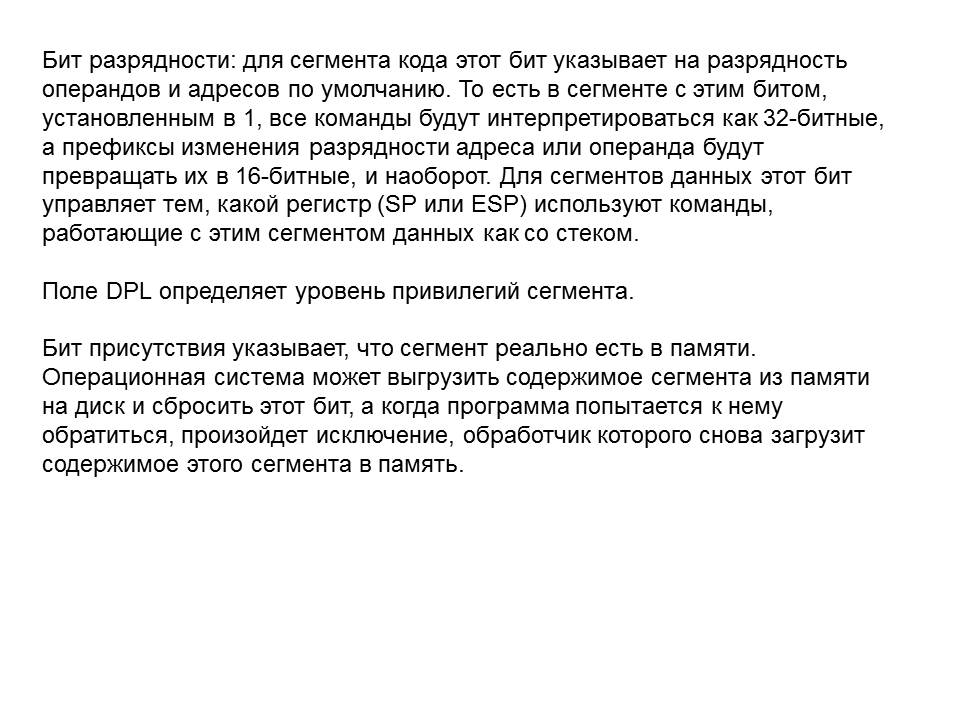 Бит разрядности: для сегмента кода этот бит указывает на разрядность
операндов и адресов по умолчанию. То есть в сегменте с этим битом,
установленным в 1, все команды будут интерпретироваться как 32-битные,
а префиксы изменения разрядности адреса или операнда будут
превращать их в 16-битные, и наоборот. Для сегментов данных этот бит
управляет тем, какой регистр (SP или ESP) используют команды,
работающие с этим сегментом данных как со стеком.
Поле DPL определяет уровень привилегий сегмента.
Бит присутствия указывает, что сегмент реально есть в памяти.
Операционная система может выгрузить содержимое сегмента из памяти
на диск и сбросить этот бит, а когда программа попытается к нему
обратиться, произойдет исключение, обработчик которого снова загрузит
содержимое этого сегмента в память.